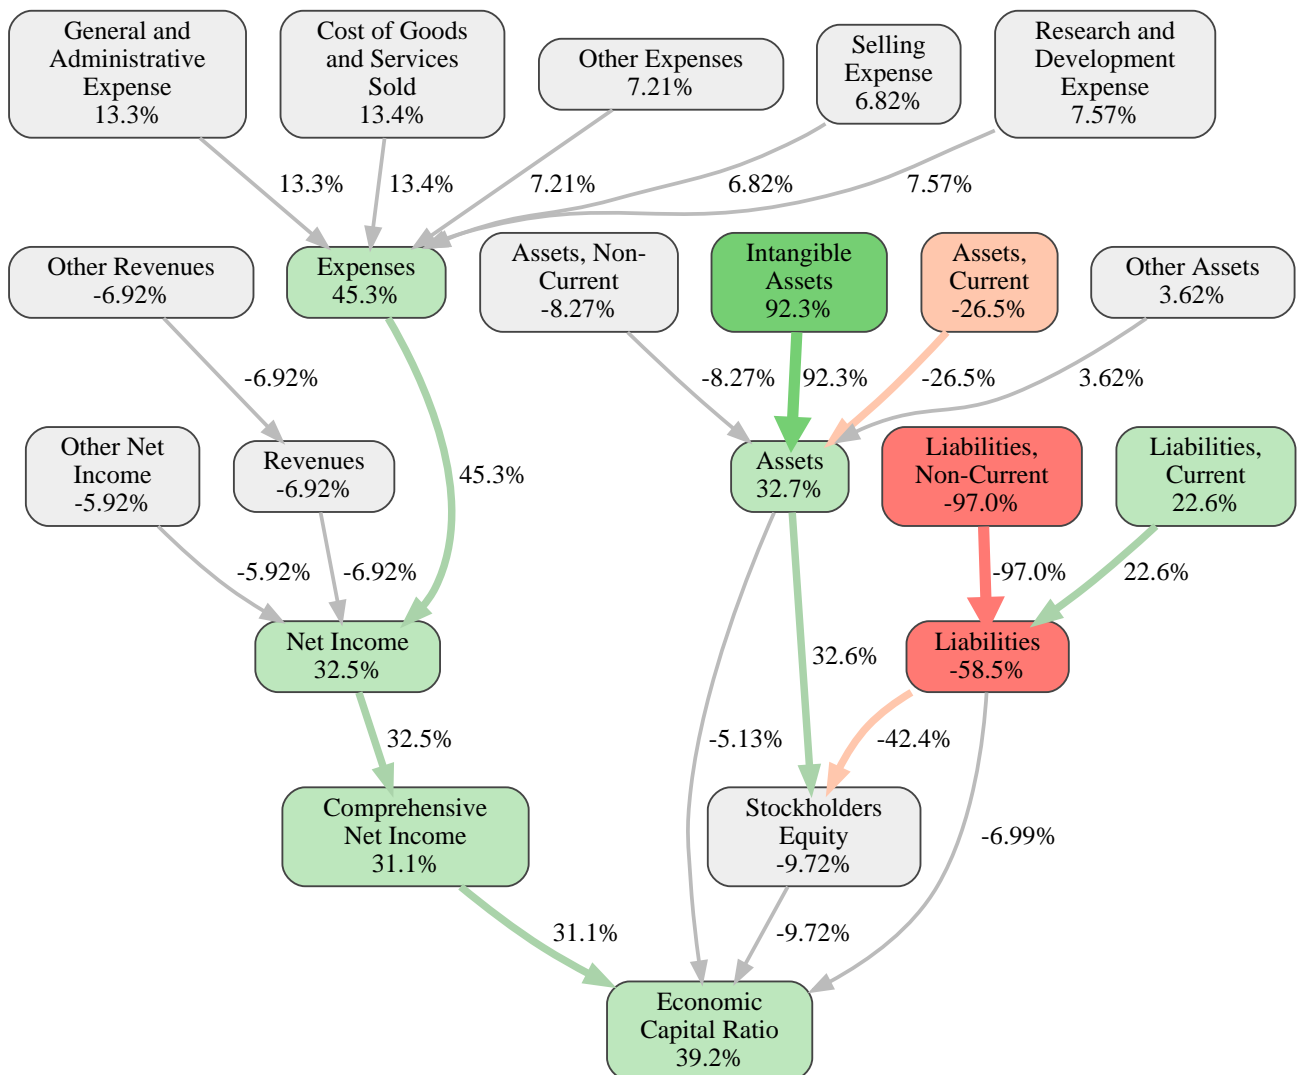 General and
Administrative
Expense
13.3%
Cost of Goods
and Services
Sold
13.4%
Other Expenses
7.21%
Selling
Expense
6.82%
Research and
Development
Expense
7.57%
13.3%
13.4%
7.21%
6.82%
7.57%
Other Revenues
-6.92%
Expenses
45.3%
Assets, Non-
Current
-8.27%
Intangible
Assets
92.3%
Assets,
Current
-26.5%
Other Assets
3.62%
-6.92%
-8.27%
92.3%
-26.5%
3.62%
Other Net
Income
-5.92%
Revenues
-6.92%
45.3%
Assets
32.7%
Liabilities,
Non-Current
-97.0%
Liabilities,
Current
22.6%
-5.92%
-6.92%
-97.0%
22.6%
Net Income
32.5%
32.6%
Liabilities
-58.5%
32.5%
-5.13%
-42.4%
Comprehensive
Net Income
31.1%
Stockholders
Equity
-9.72%
-6.99%
31.1%
-9.72%
Economic
Capital Ratio
39.2%